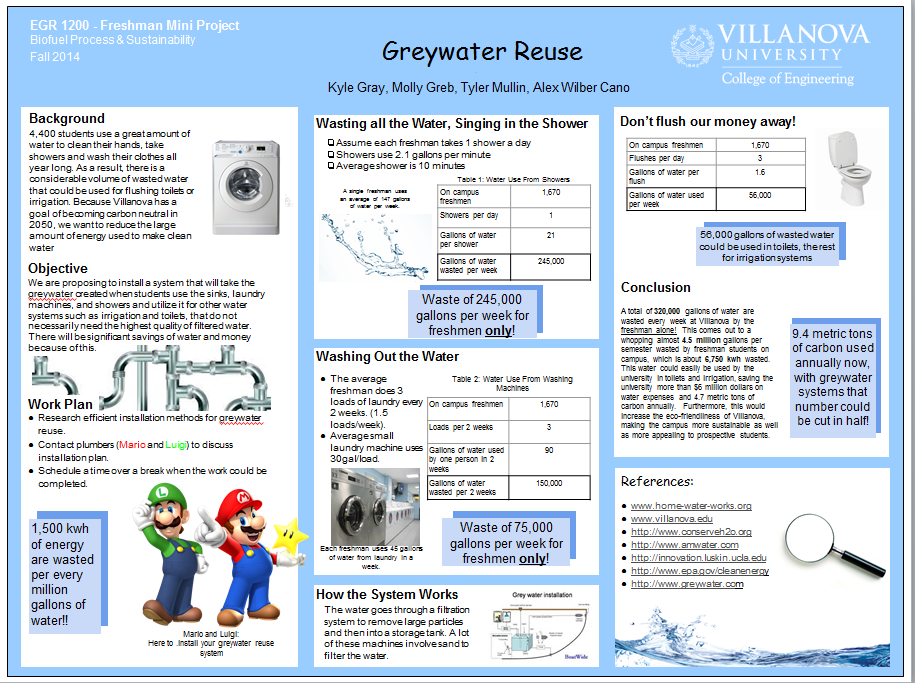 EGR 1200 - Freshman Mini Project
Biofuel Process & Sustainability
Fall 2014
Greywater Reuse
Kyle Gray, Molly Greb, Tyler Mullin, Alex Wilber Cano
VILLANOVA
UNIVERSITY
College of Engineering
Background
4,400 students use a great amount of
water to clean their hands, take
showers and wash their clothes all
year long. As a result, there is a
considerable volume of wasted water
that could be used for flushing toilets or
irrigation. Because Villanova has a
goal of becoming carbon neutral in
2050, we want to reduce the large
amount of energy used to make clean
water
Objective
We are proposing to install a system that will take the
greywater created when students use the sinks, laundry
machines, and showers and utilize it for other water
systems such as irrigation and toilets, that do not
necessarily need the highest quality of filtered water.
There will be significant savings of water and money
because of this.
Work Plan
● Research efficient installation methods for greywater
reuse.
● Contact plumbers (Mario and Luigi) to discuss
installation plan.
● Schedule a time over a break when the work could be
completed.
1,500 kwh
of energy
are wasted
per every
million
gallons of
water!!
Mario and Luigi:
Here to .Install your greywater reuse
system
Wasting all the Water, Singing in the Shower
❑ Assume each freshman takes 1 shower a day
❑ Showers use 2.1 gallons per minute
❑ Average shower is 10 minutes
Table 1: Water Use From Showers
A single freshman uses
an average of 147 gallons
of water per week.
On campus
freshmen
1,670
Showers per day
1
Gallons of water
per shower
21
Gallons of water
wasted per week
245,000
Waste of 245,000
gallons per week for
freshmen only!
Washing Out the Water
● The average
freshman does 3
loads of laundry every
2 weeks. (1.5
loads/week).
● Average small
laundry machine uses
30gal/load.
Table 2: Water Use From Washing
Machines
On campus freshmen
1,670
Loads per 2 weeks
3
Gallons of water used
by one person in 2
weeks
90
Gallons of water
wasted per 2 weeks
150,000
Each freshman uses 45 gallons
of water from laundry in a
week.
Waste of 75,000
gallons per week for
freshmen only!
How the System Works
The water goes through a filtration
system to remove large particles
and then into a storage tank. A lot
of these machines involve sand to
filter the water.
Grey water installation
Don't flush our money away!
On campus freshmen
1,670
Flushes per day
3
Gallons of water per
flush
1.6
Gallons of water used
per week
56,000
56,000 gallons of wasted water
could be used in toilets, the rest
for irrigation systems
Conclusion
A total of 320,000 gallons of water are
wasted every week at Villanova by the
freshman alone! This comes out to a
whopping almost 4.5 million gallons per
semester wasted by freshman students on
campus, which is about 6,750 kwh wasted.
This water could easily be used by the
university in toilets and irrigation, saving the
university more than $6 million dollars on
water expenses and 4.7 metric tons of
carbon annually. Furthermore, this would
increase the eco-friendliness of Villanova,
making the campus more sustainable as well
as more appealing to prospective students.
9.4 metric tons
of carbon used
annually now,
with greywater
systems that
number could
be cut in half!
References:
● www.home-water-works.org
● www.villanova.edu
● http://www.conserveh2o.org
● http://www.amwater.com
● http://innovation.luskin.ucla.edu
● http://www.epa.gov/cleanenergy
● http://www.greywater.com